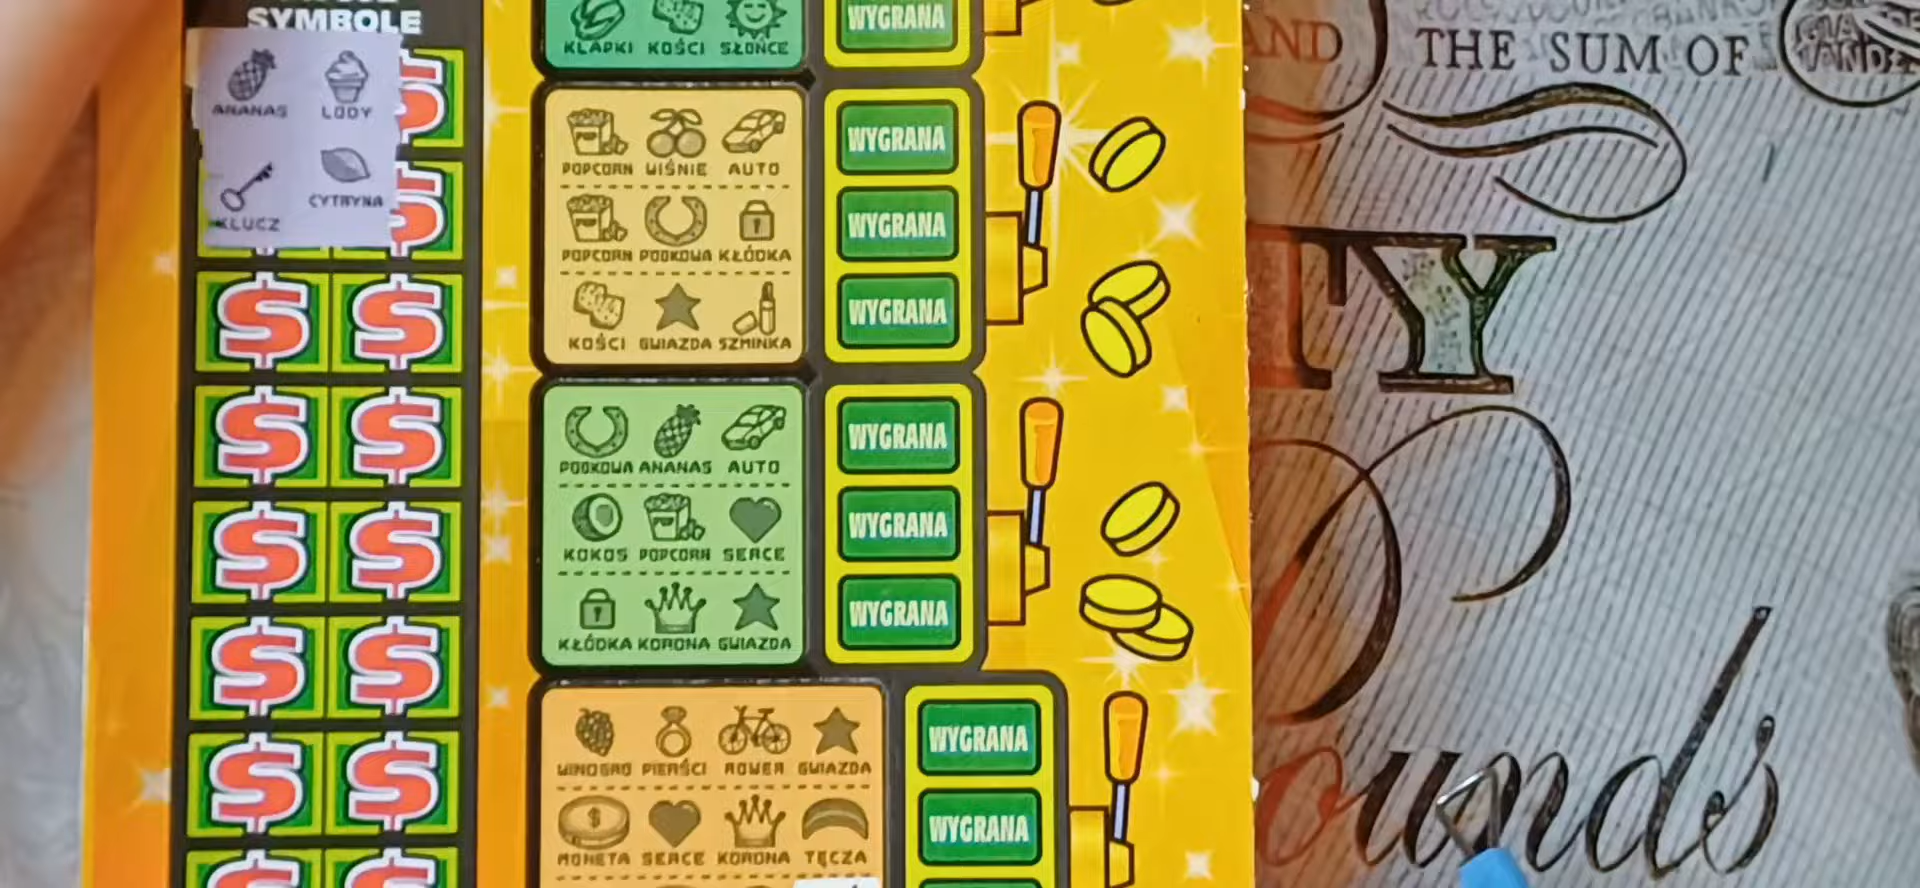 SYMBOLE
ANANAS LODY
KLUCZ CYTRYNA
KLAPKI KOŚCI SŁOŃCE
WYGRANA
POPCORN WIŚNIE AUTO
WYGRANA
POPCORN PODKOWA KŁÓDKA
WYGRANA
KOŚCI GWIAZDA SZMINKA
WYGRANA
PODKOWA ANANAS AUTO
WYGRANA
KOKOS POPCORN SERCE
WYGRANA
KŁÓDKA KORONA GWIAZDA
WYGRANA
WINOGRO PIERŚCI ROWER GWIAZDA
WYGRANA
MONETA SERCE KORONA TĘCZA
WYGRANA
AND THE SUM OF
TY
ounds